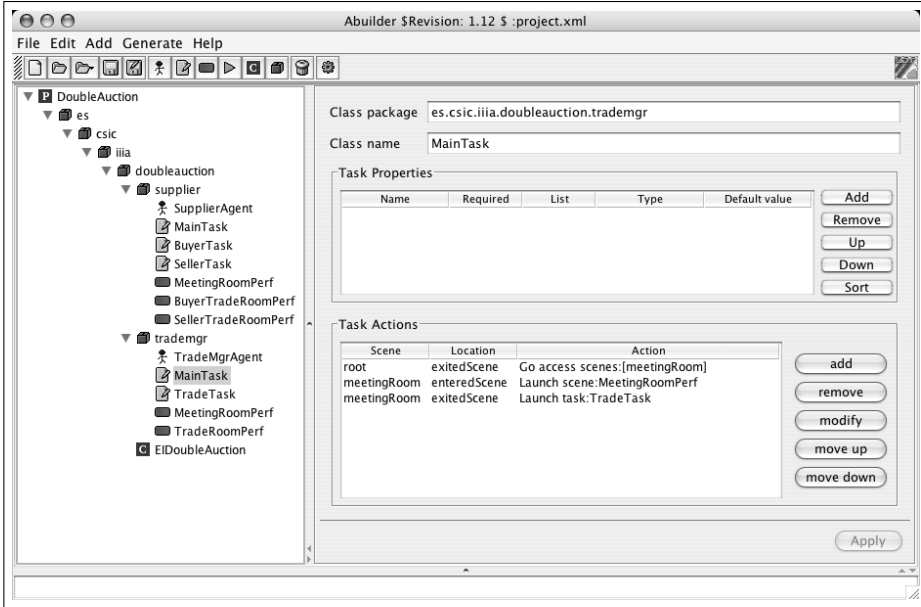 Abuilder $Revision: 1.12 $ :project.xml
File Edit Add Generate Help
P DoubleAuction
es
csic
iiia
doubleauction
supplier
SupplierAgent
MainTask
BuyerTask
SellerTask
MeetingRoomPerf
BuyerTradeRoomPerf
SellerTradeRoomPerf
trademgr
TradeMgrAgent
MainTask
TradeTask
MeetingRoomPerf
TradeRoomPerf
C EIDoubleAuction
Class package es.csic.iiia.doubleauction.trademgr
Class name MainTask
Task Properties
Name Required List Type Default value
Add
Remove
Up
Down
Sort
Task Actions
Scene Location Action
root exitedScene Go access scenes:[meetingRoom]
meetingRoom enteredScene Launch scene:MeetingRoomPerf
meetingRoom exitedScene Launch task:TradeTask
add
remove
modify
move up
move down
Apply